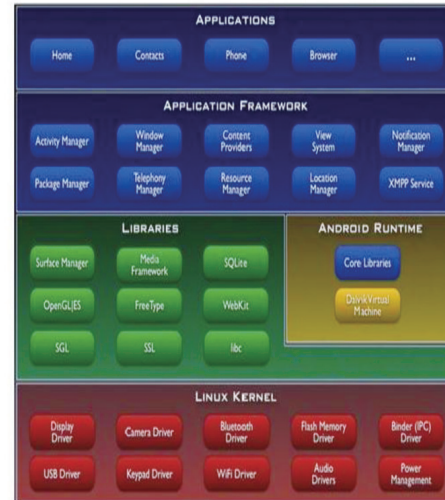 APPLICATIONS
Home
Contacts
Phone
Browser
...
APPLICATION FRAMEWORK
Activity Manager
Window
Manager
Content
Providers
View
System
Notification
Manager
Package Manager
Telephony
Manager
Resource
Manager
Location
Manager
XMPP Service
LIBRARIES
Surface Manager
Media
Framework
SQLite
OpenGL|ES
FreeType
WebKit
SGL
SSL
libc
ANDROID RUNTIME
Core Libraries
Dalvik Virtual
Machine
LINUX KERNEL
Display
Driver
Camera Driver
Bluetooth
Driver
Flash Memory
Driver
Binder (IPC)
Driver
USB Driver
Keypad Driver
WiFi Driver
Audio
Drivers
Power
Management